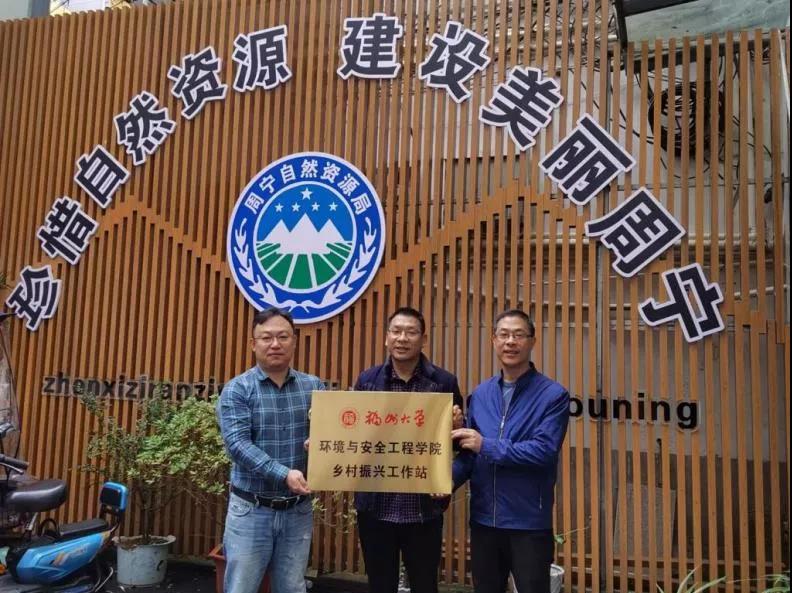 珍惜自然资源 建设美丽周宁
周宁自然资源局
zhenxiziranzi
ouning
福州大学
环境与安全工程学院
乡村振兴工作站